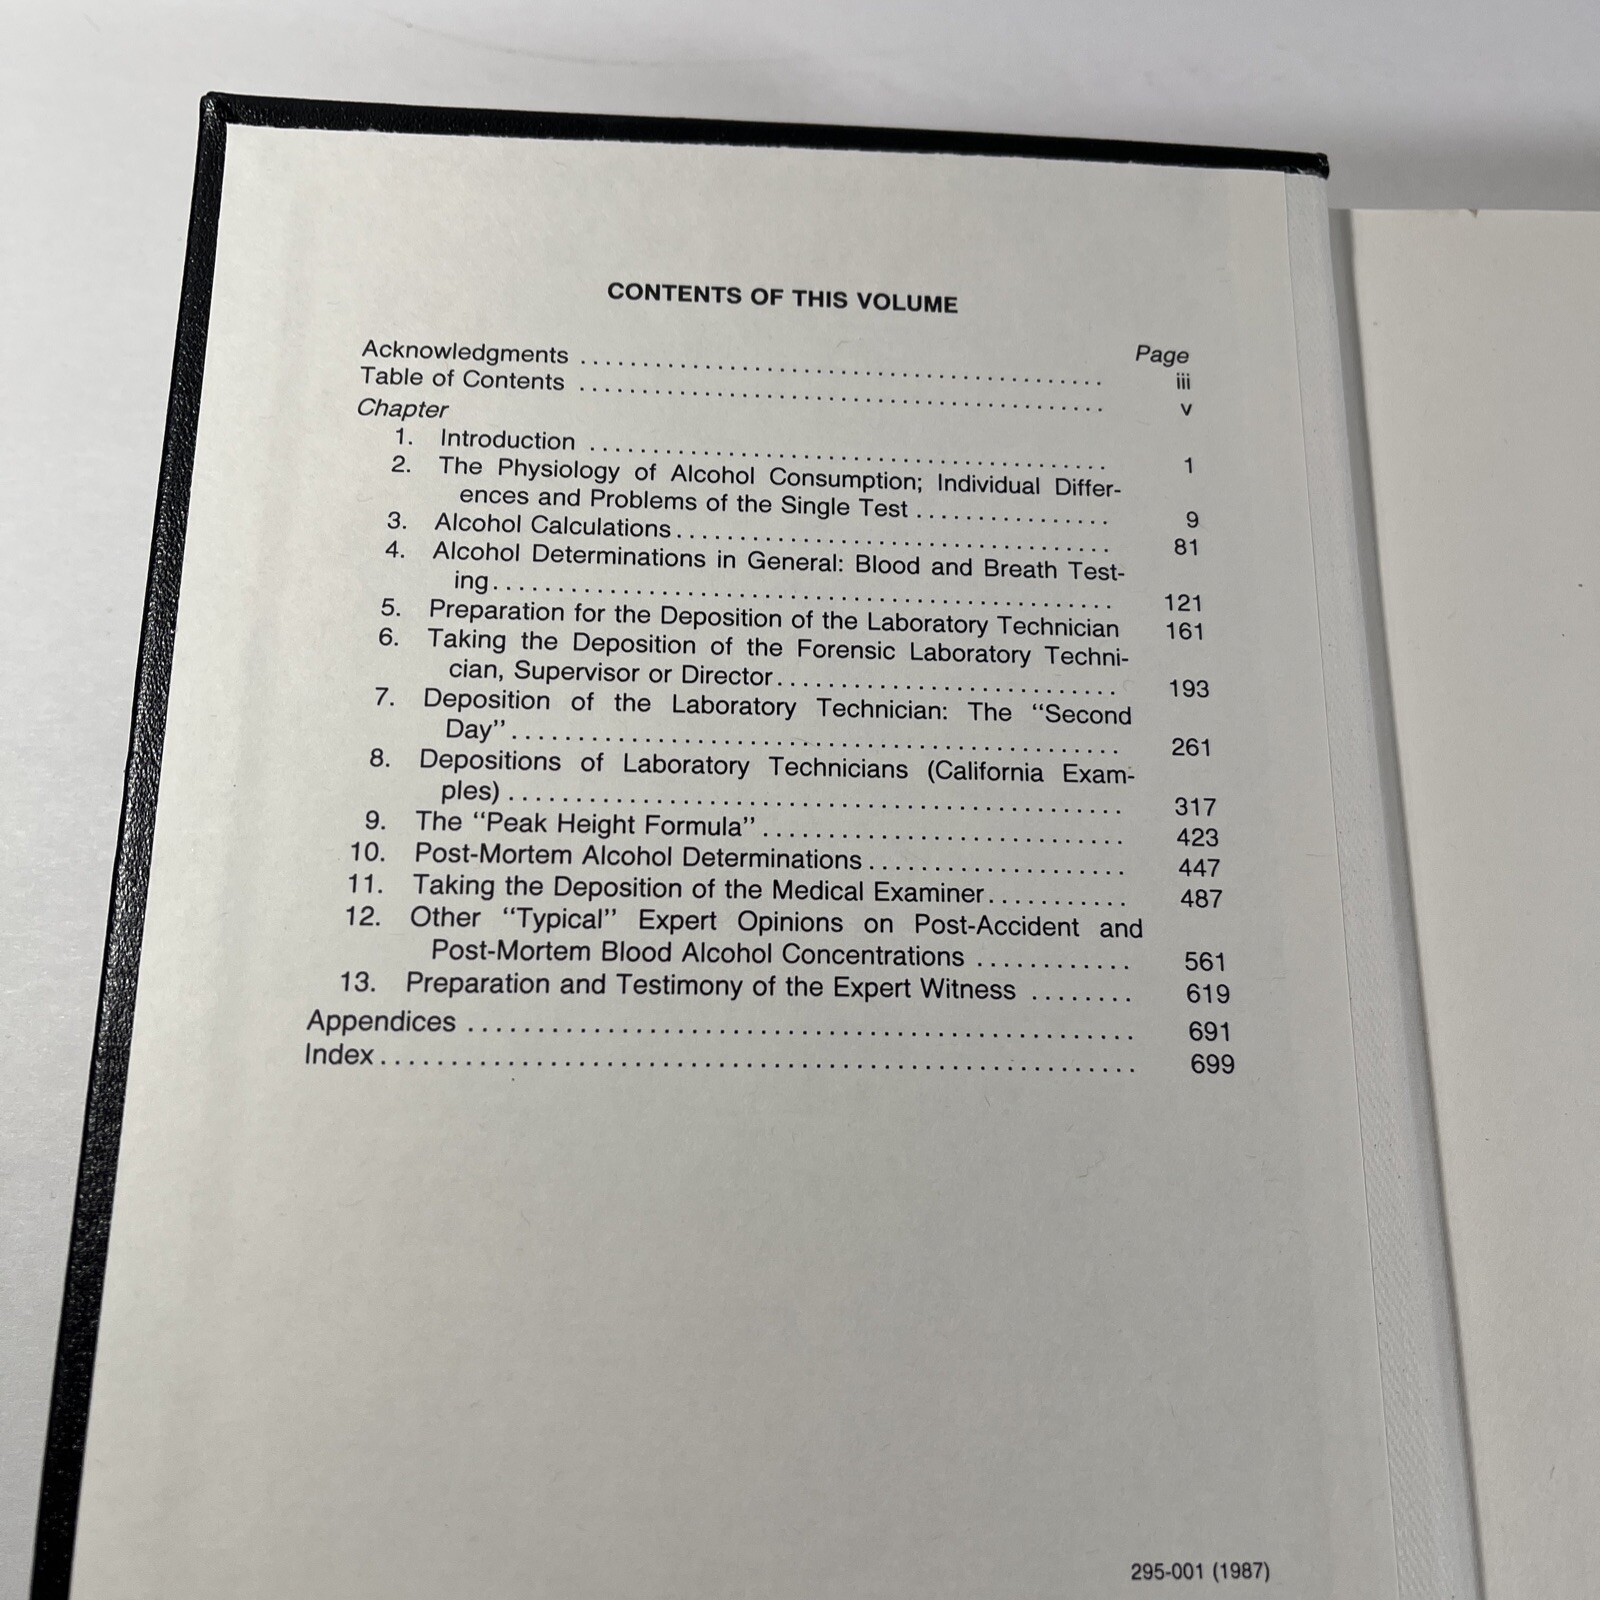 CONTENTS OF THIS VOLUME
Page
Acknowledgments ........................................ iii
Table of Contents ........................................ v
Chapter
1. Introduction ........................................ 1
2. The Physiology of Alcohol Consumption; Individual Differ-
ences and Problems of the Single Test ................ 9
3. Alcohol Calculations.................................. 81
4. Alcohol Determinations in General: Blood and Breath Test-
ing................................................ 121
5. Preparation for the Deposition of the Laboratory Technician 161
6. Taking the Deposition of the Forensic Laboratory Techni-
cian, Supervisor or Director........................... 193
7. Deposition of the Laboratory Technician: The “Second
Day”............................................... 261
8. Depositions of Laboratory Technicians (California Exam-
ples)............................................... 317
9. The “Peak Height Formula”............................ 423
10. Post-Mortem Alcohol Determinations.................... 447
11. Taking the Deposition of the Medical Examiner........... 487
12. Other “Typical” Expert Opinions on Post-Accident and
Post-Mortem Blood Alcohol Concentrations ............ 561
13. Preparation and Testimony of the Expert Witness ........ 619
Appendices ................................................ 691
Index...................................................... 699
295-001 (1987)